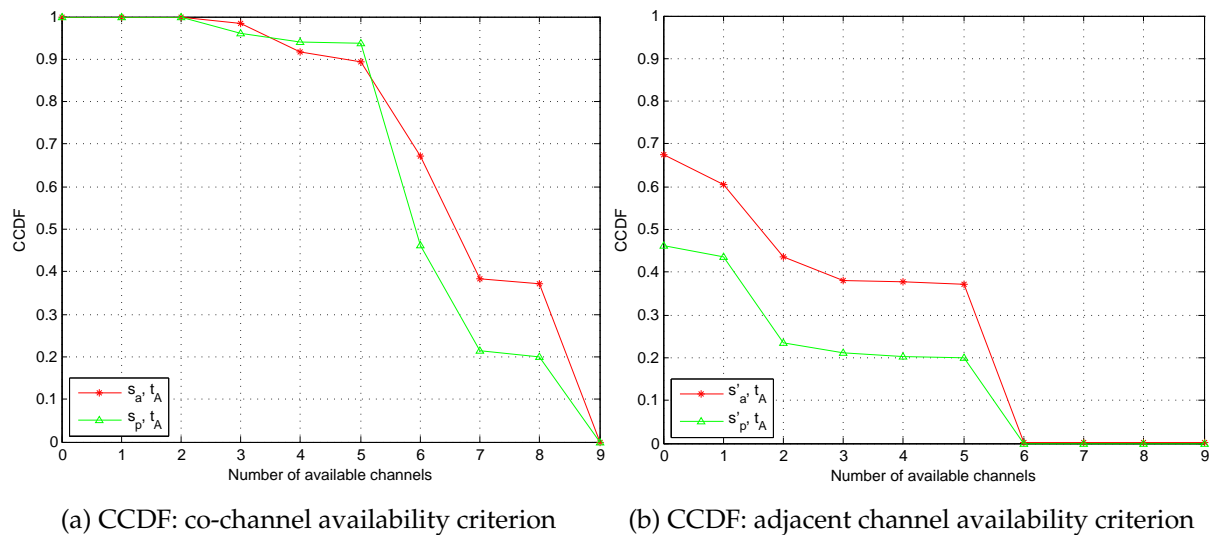 1
0.9
0.8
0.7
0.6
0.5
0.4
0.3
0.2
0.1
0
CCDF
0 1 2 3 4 5 6 7 8 9
Number of available channels
s_a, t_A
s_p, t_A
(a) CCDF: co-channel availability criterion
1
0.9
0.8
0.7
0.6
0.5
0.4
0.3
0.2
0.1
0
CCDF
0 1 2 3 4 5 6 7 8 9
Number of available channels
s'_a, t_A
s'_p, t_A
(b) CCDF: adjacent channel availability criterion